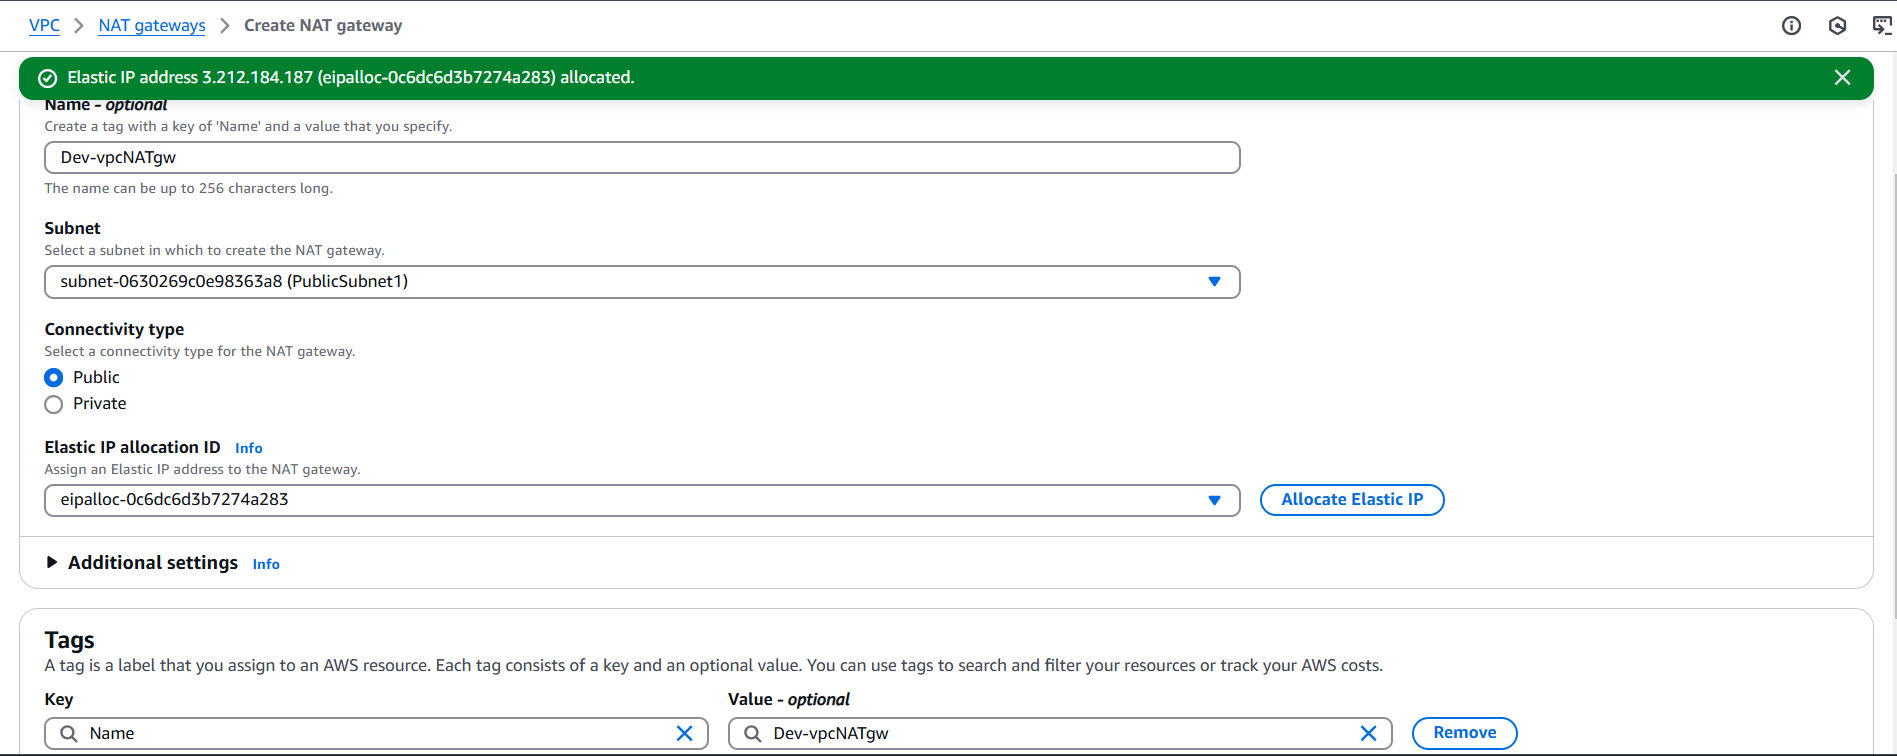 VPC > NAT gateways > Create NAT gateway
Elastic IP address 3.212.184.187 (eipalloc-0c6dc6d3b7274a283) allocated.
Name - optional
Create a tag with a key of 'Name' and a value that you specify.
Dev-vpcNATgw
The name can be up to 256 characters long.
Subnet
Select a subnet in which to create the NAT gateway.
subnet-0630269c0e98363a8 (PublicSubnet1)
Connectivity type
Select a connectivity type for the NAT gateway.
Public
Private
Elastic IP allocation ID Info
Assign an Elastic IP address to the NAT gateway.
eipalloc-0c6dc6d3b7274a283 Allocate Elastic IP
Additional settings Info
Tags
A tag is a label that you assign to an AWS resource. Each tag consists of a key and an optional value. You can use tags to search and filter your resources or track your AWS costs.
Key Value - optional
Name Dev-vpcNATgw Remove